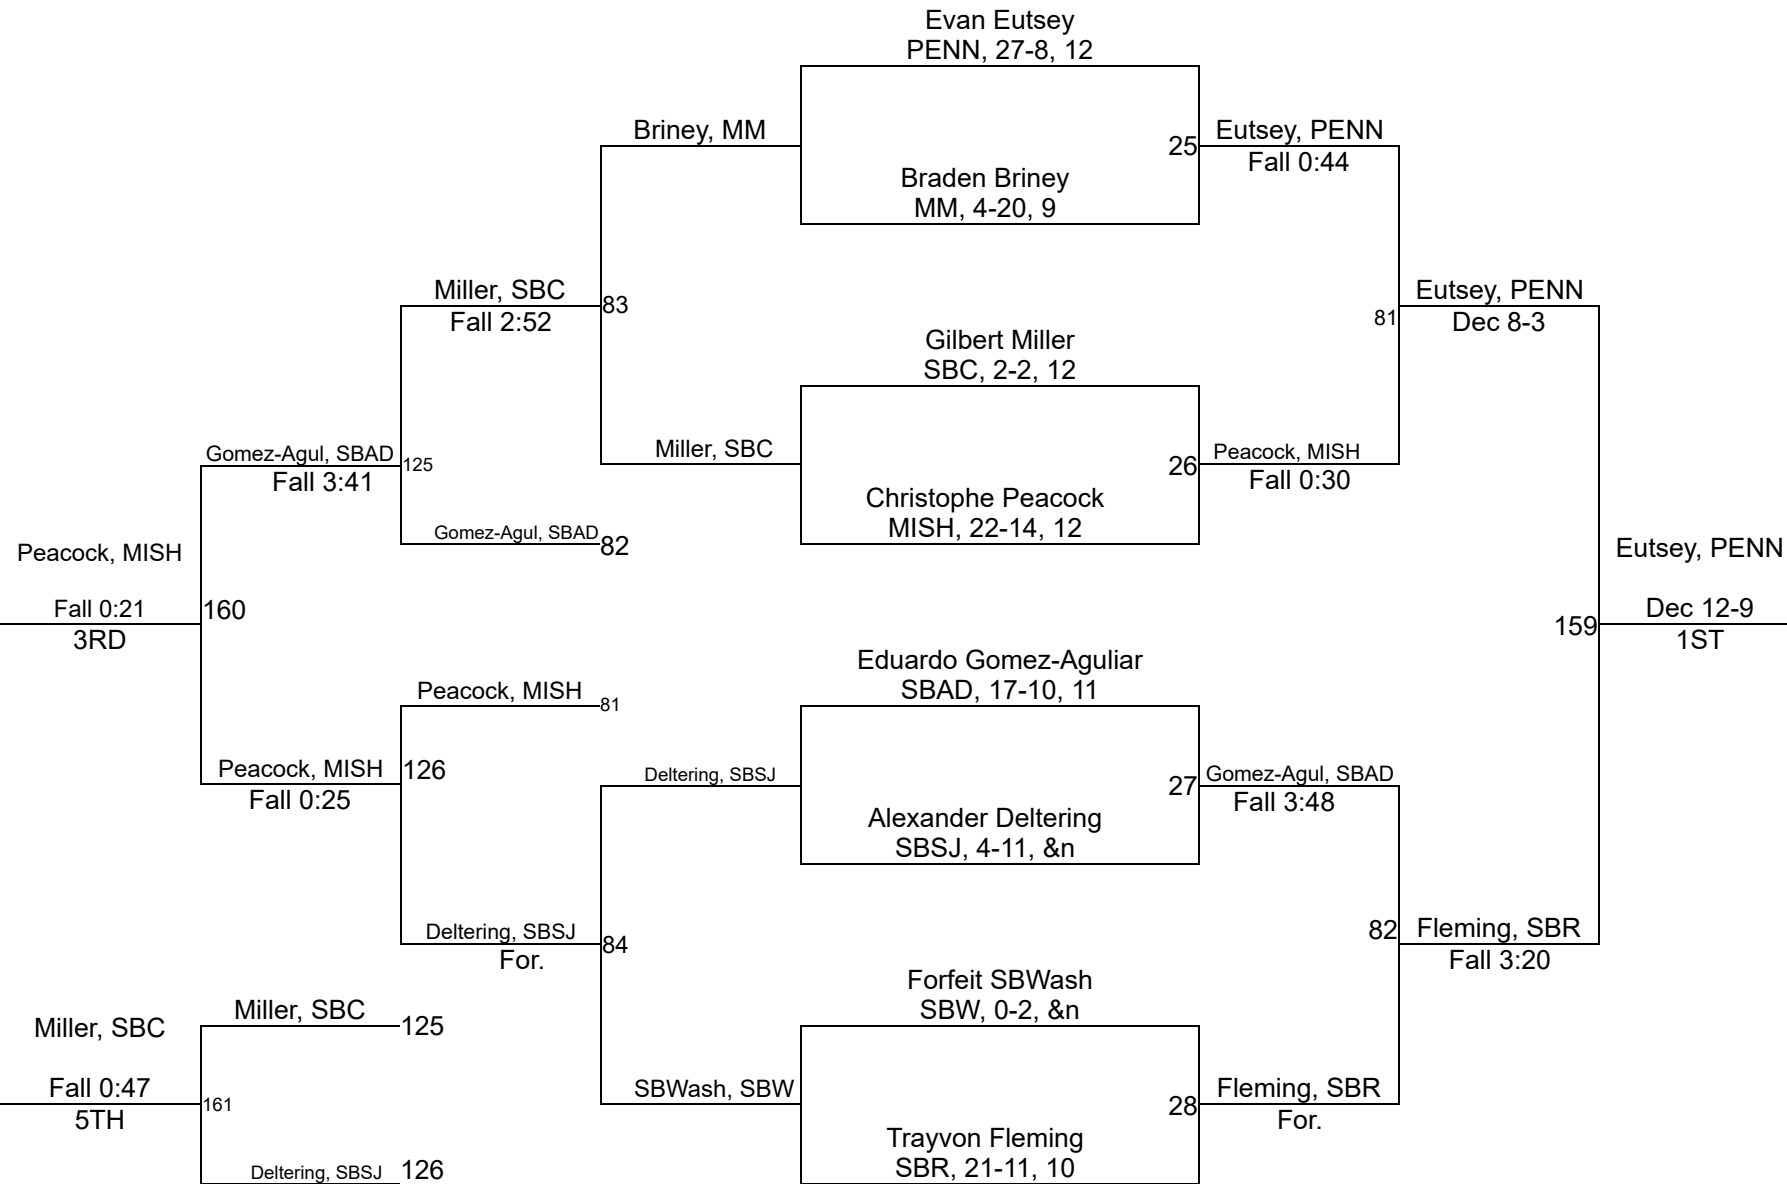 Evan Eutsey
PENN, 27-8, 12
Briney, MM
25
Eutsey, PENN
Fall 0:44
Braden Briney
MM, 4-20, 9
Miller, SBC
Fall 2:52
83
Eutsey, PENN
Dec 8-3
81
Gilbert Miller
SBC, 2-2, 12
Gomez-Agul, SBAD
Fall 3:41
125
Miller, SBC
26
Peacock, MISH
Fall 0:30
Christophe Peacock
MISH, 22-14, 12
Gomez-Agul, SBAD
82
Peacock, MISH
Fall 0:21
3RD
160
Eutsey, PENN
Dec 12-9
1ST
159
Eduardo Gomez-Aguliar
SBAD, 17-10, 11
Peacock, MISH
81
Peacock, MISH
Fall 0:25
126
Deltering, SBSJ
27
Gomez-Agul, SBAD
Fall 3:48
Alexander Deltering
SBSJ, 4-11, &n
Deltering, SBSJ
For.
84
82
Fleming, SBR
Fall 3:20
Forfeit SBWash
SBW, 0-2, &n
Miller, SBC
125
Miller, SBC
Fall 0:47
5TH
161
SBWash, SBW
28
Fleming, SBR
For.
Trayvon Fleming
SBR, 21-11, 10
Deltering, SBSJ
126